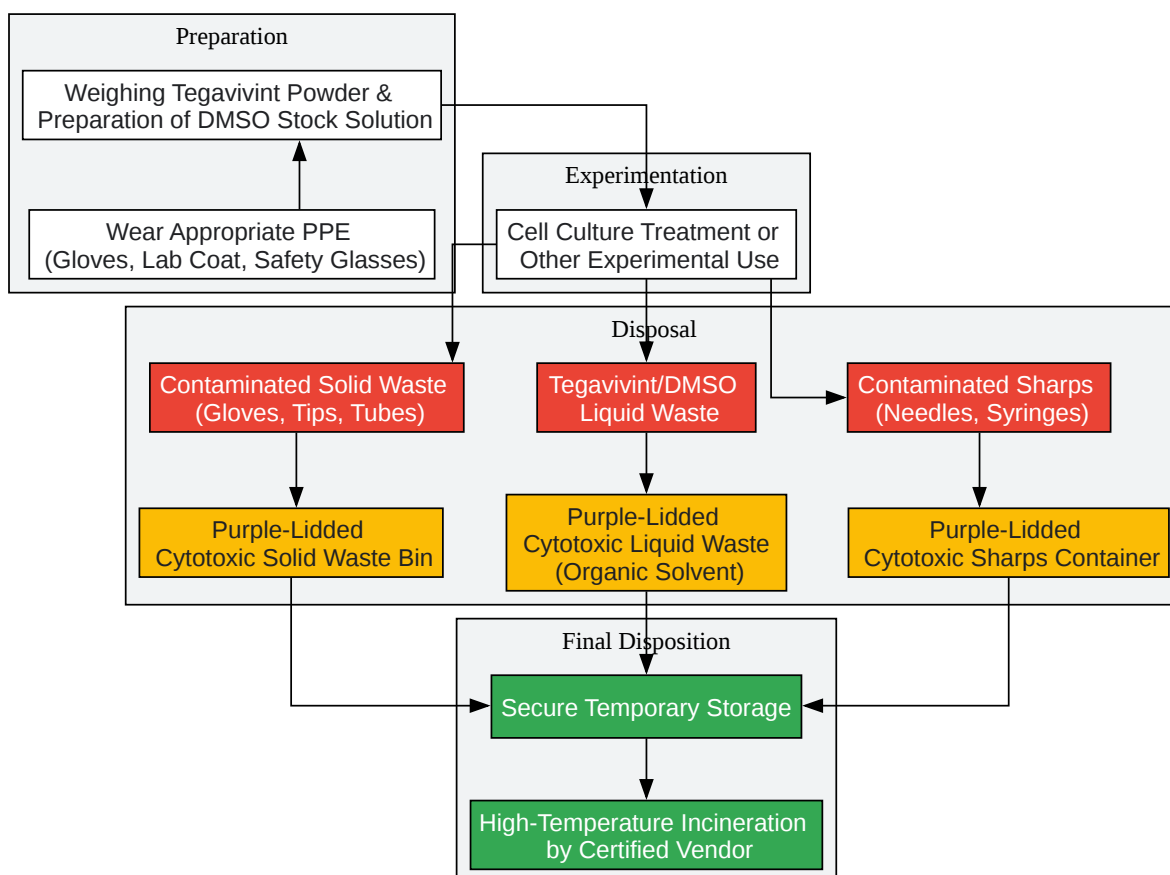 Preparation
Weighing Tegavivint Powder &
Preparation of DMSO Stock Solution
Wear Appropriate PPE
(Gloves, Lab Coat, Safety Glasses)
Experimentation
Cell Culture Treatment or
Other Experimental Use
Disposal
Contaminated Solid Waste
(Gloves, Tips, Tubes)
Tegavivint/DMSO
Liquid Waste
Contaminated Sharps
(Needles, Syringes)
Purple-Lidded
Cytotoxic Solid Waste Bin
Purple-Lidded
Cytotoxic Liquid Waste
(Organic Solvent)
Purple-Lidded
Cytotoxic Sharps Container
Final Disposition
Secure Temporary Storage
High-Temperature Incineration
by Certified Vendor